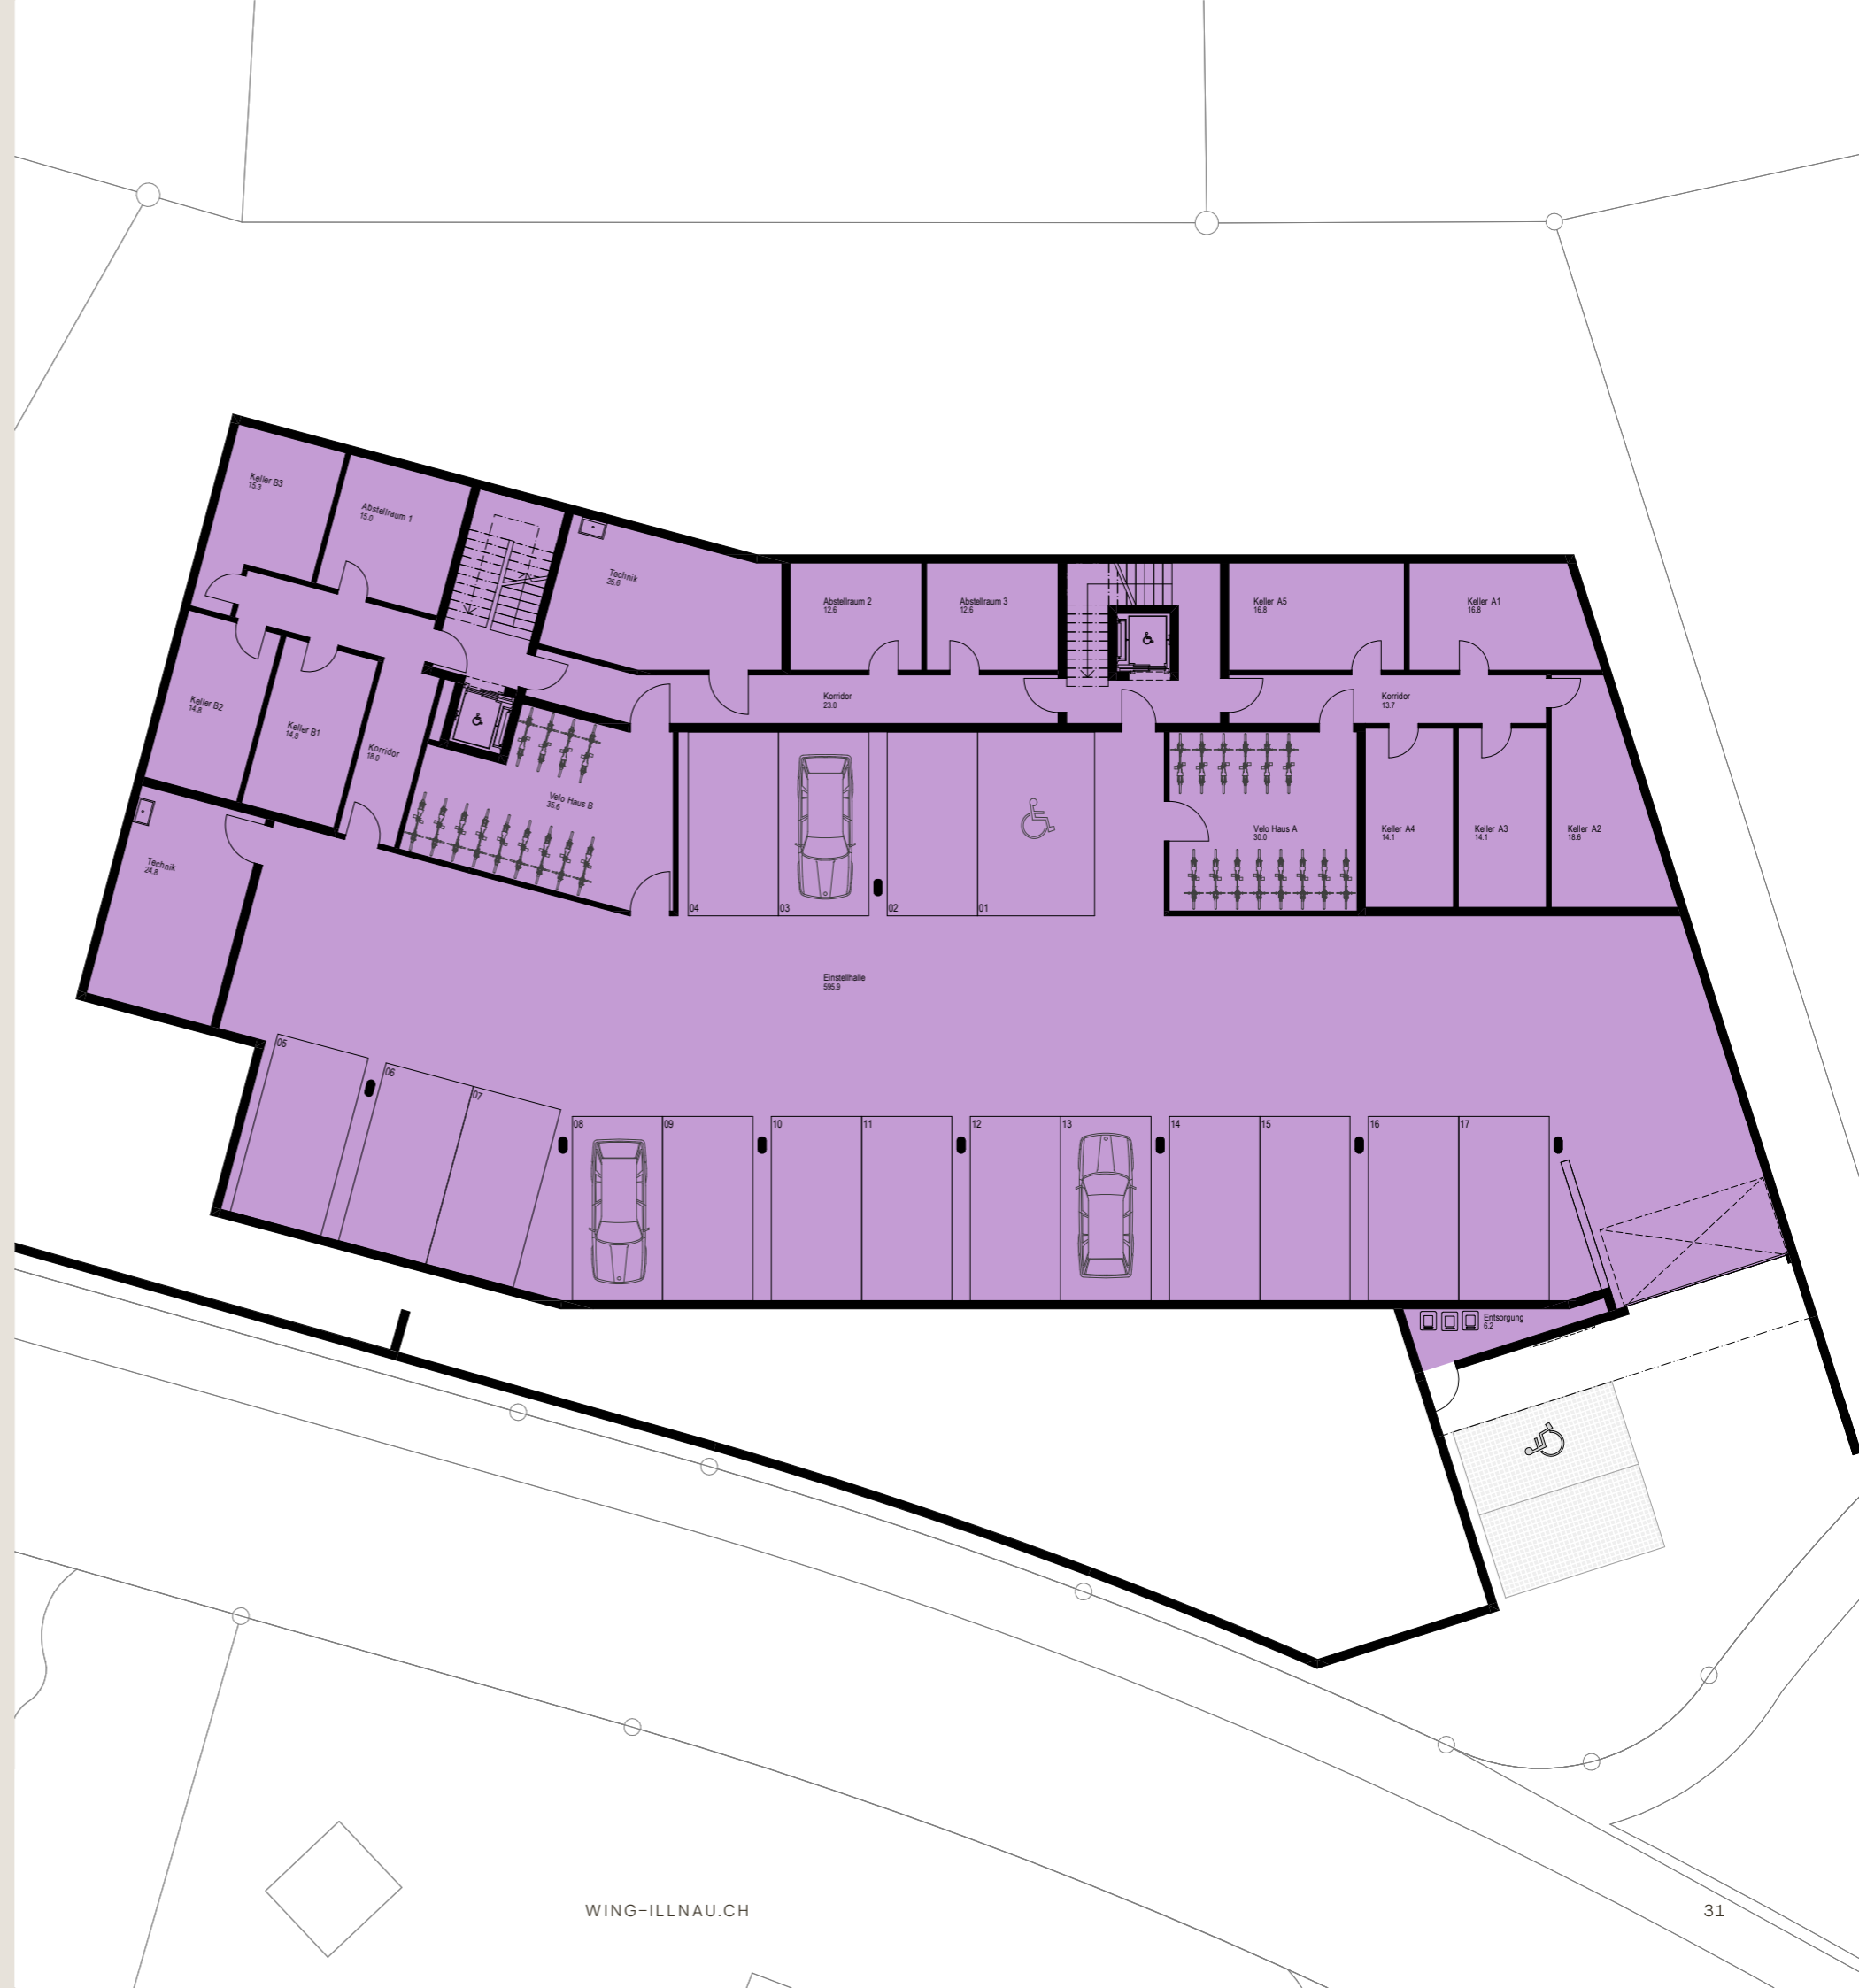 Keller B3
15.3
Abstellraum 1
15.0
Technik
25.6
Abstellraum 2
12.6
Abstellraum 3
12.6
Keller A5
16.8
Keller A1
16.8
Keller B2
14.8
Keller B1
14.8
Korridor
18.0
Korridor
23.0
Korridor
13.7
Velo Haus B
35.6
Velo Haus A
30.0
Keller A4
14.1
Keller A3
14.1
Keller A2
18.6
Technik
24.8
04
03
02
01
Einstellhalle
595.9
05
06
07
08
09
10
11
12
13
14
15
16
17
Entsorgung
6.2
WING-ILLNAU.CH
31